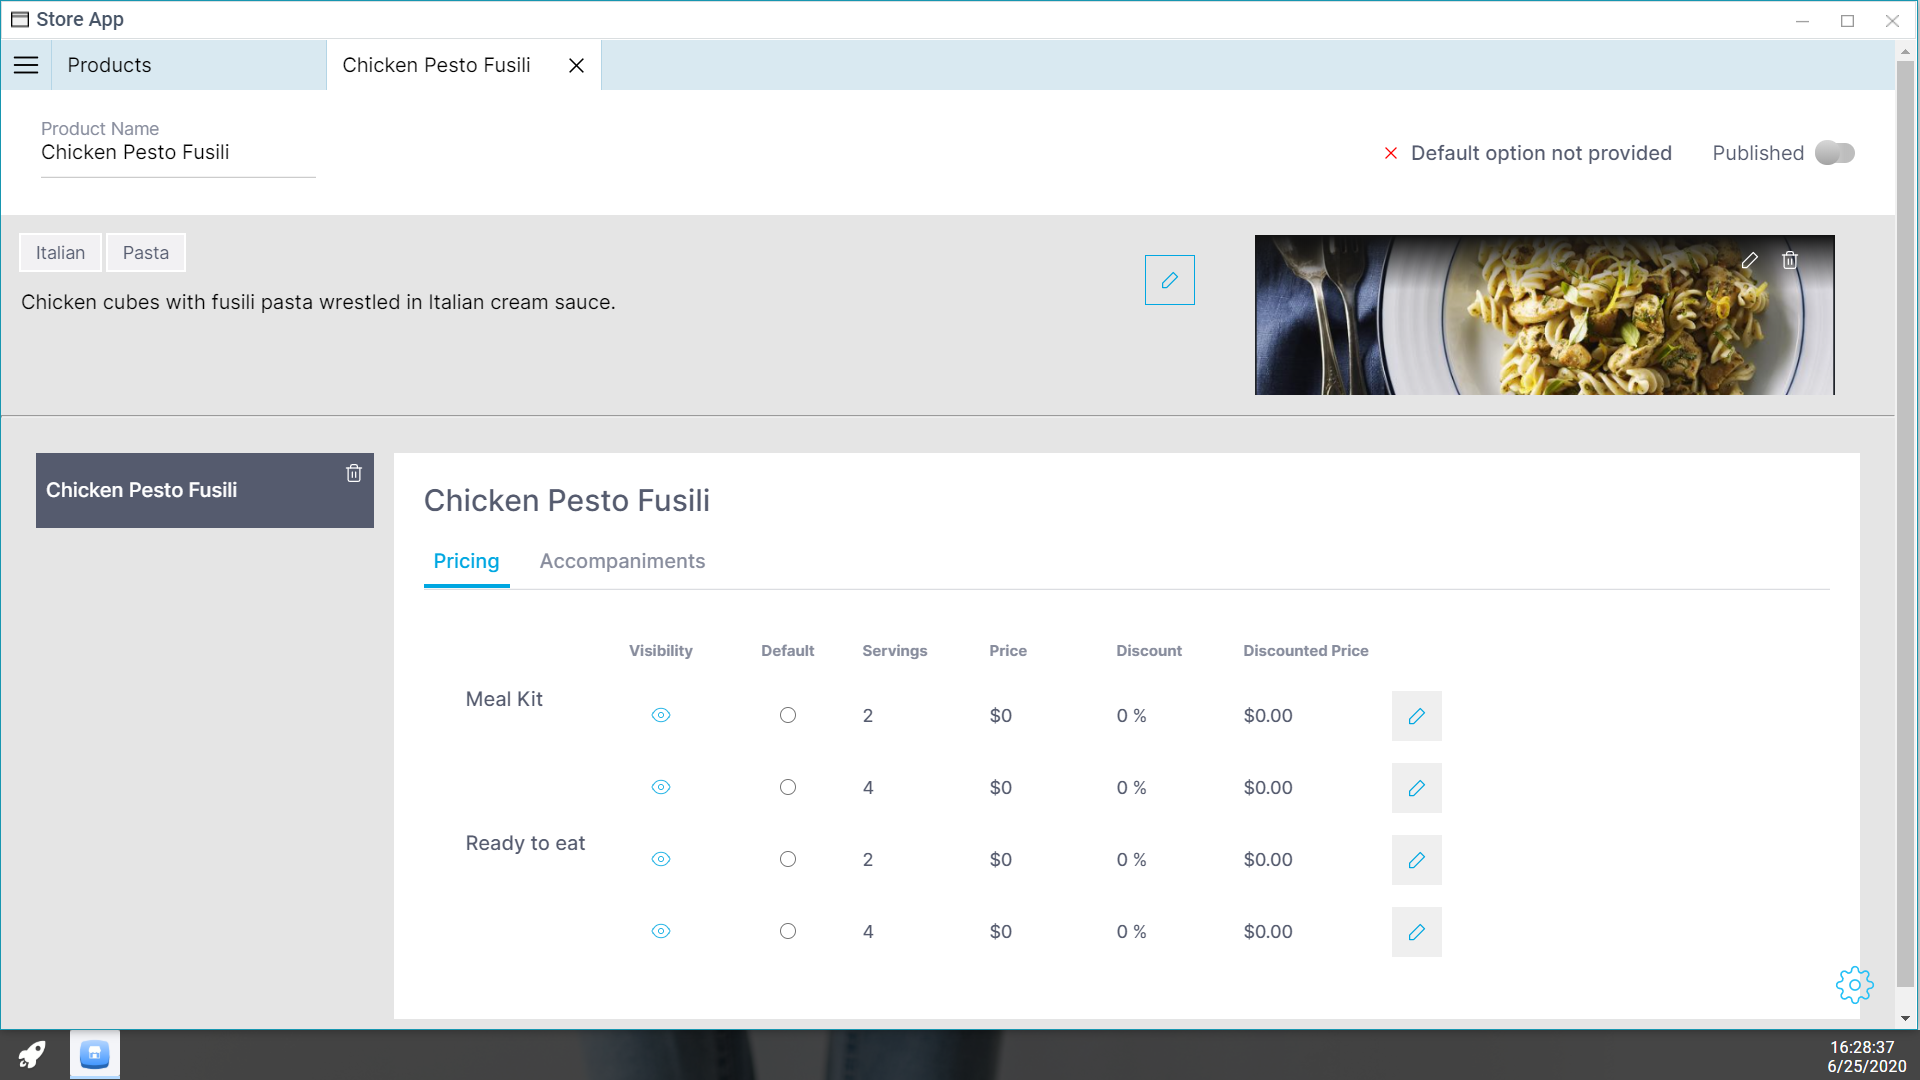 Store App
Products
Chicken Pesto Fusili
Product Name
Chicken Pesto Fusili
Default option not provided
Published
Italian
Pasta
Chicken cubes with fusili pasta wrestled in Italian cream sauce.
Chicken Pesto Fusili
Chicken Pesto Fusili
Pricing
Accompaniments
Visibility Default Servings Price Discount Discounted Price
Meal Kit
2 $0 0 % $0.00
4 $0 0 % $0.00
Ready to eat
2 $0 0 % $0.00
4 $0 0 % $0.00
16:28:37
6/25/2020